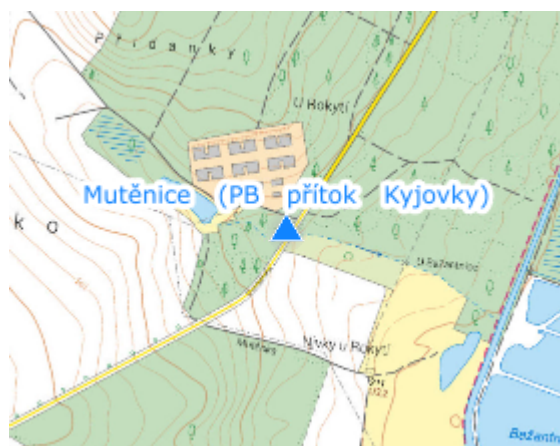 Přídanky
U Rokytí
Mutěnice (PB přítok Kyjovky)
k o
U Bažantnice
Nivky u Rokytí
Bažant